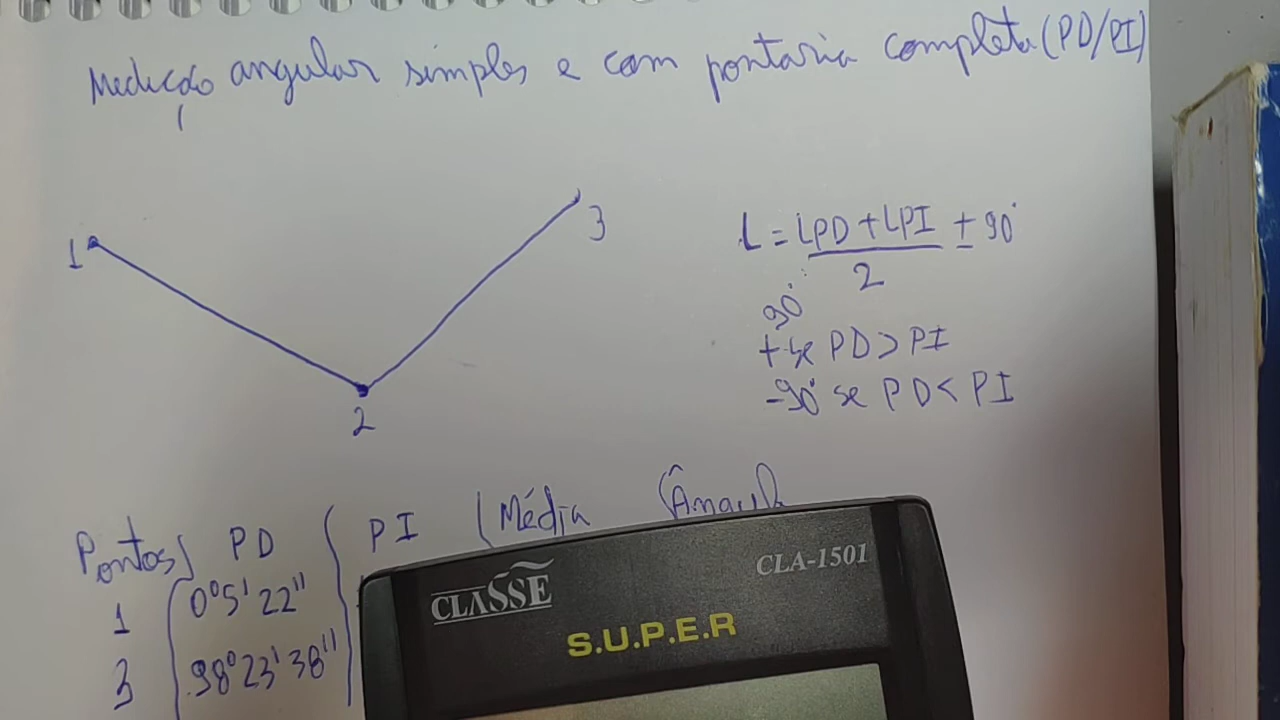 Medição angular simples e com pontaria completa (PD/PI)
1
3
2
L = LPD + LPI ± 90°
2
90°
+ se PD > PI
-90° se PD < PI
Pontos PD PI Média
1 0°5'22"
3 98°23'38"
CLASSE CLA-1501
S.U.P.E.R